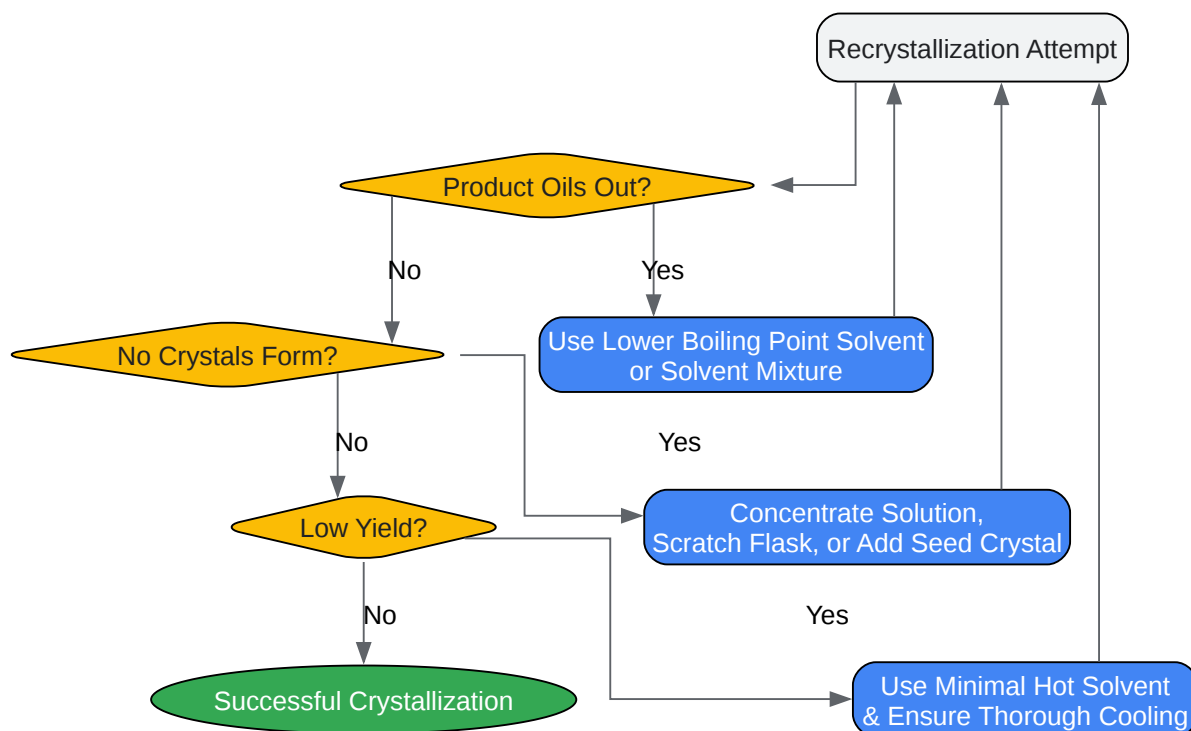 Recrystallization Attempt
Product Oils Out?
No
Yes
Use Lower Boiling Point Solvent
or Solvent Mixture
No Crystals Form?
No
Yes
Concentrate Solution,
Scratch Flask, or Add Seed Crystal
Low Yield?
No
Yes
Successful Crystallization
Use Minimal Hot Solvent
& Ensure Thorough Cooling